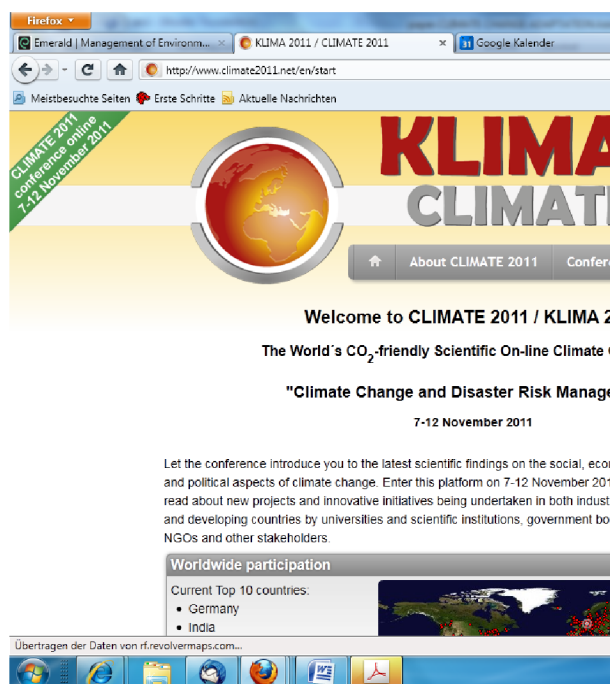 Firefox
Emerald | Management of Environm...
KLIMA 2011 / CLIMATE 2011
31 Google Kalender
http://www.climate2011.net/en/start
Meistbesuchte Seiten Erste Schritte Aktuelle Nachrichten
CLIMATE 2011
conference online
7-12 November 2011
KLIMA
CLIMAT
About CLIMATE 2011 Confer
Welcome to CLIMATE 2011 / KLIMA 2
The World´s CO2-friendly Scientific On-line Climate
"Climate Change and Disaster Risk Manage
7-12 November 2011
Let the conference introduce you to the latest scientific findings on the social, eco
and political aspects of climate change. Enter this platform on 7-12 November 201
read about new projects and innovative initiatives being undertaken in both indust
and developing countries by universities and scientific institutions, government bo
NGOs and other stakeholders.
Worldwide participation
Current Top 10 countries:
• Germany
• India
Übertragen der Daten von rf.revolvermaps.com...